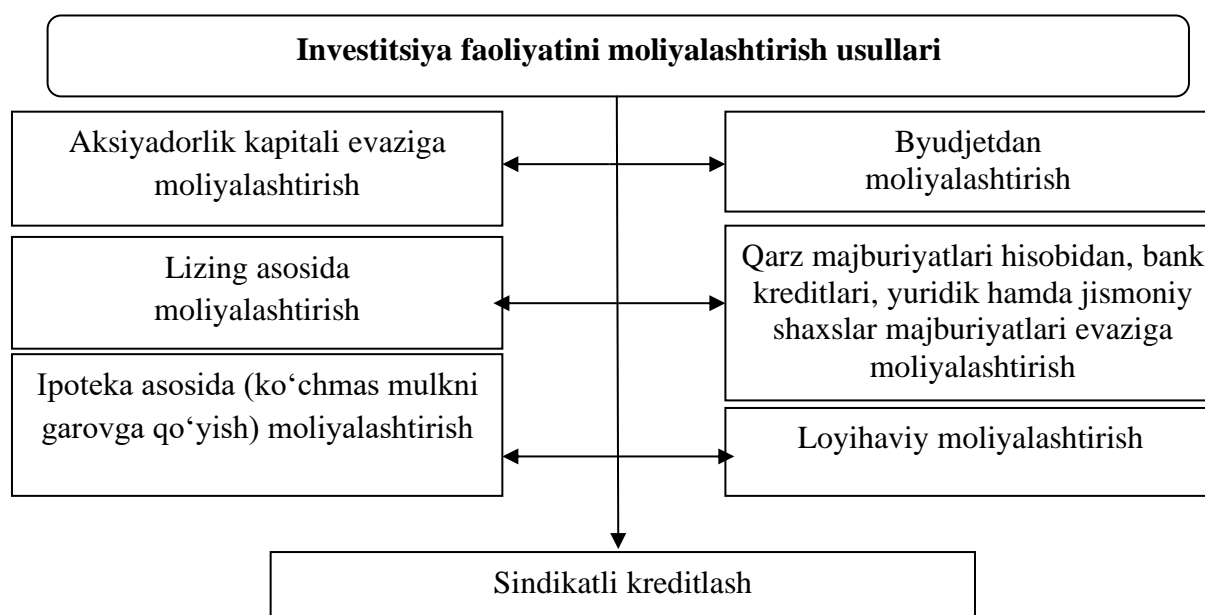 Investitsiya faoliyatini moliyalashtirish usullari
Aksiyadorlik kapitali evaziga
moliyalashtirish
Byudjetdan
moliyalashtirish
Lizing asosida
moliyalashtirish
Qarz majburiyatlari hisobidan, bank
kreditlari, yuridik hamda jismoniy
shaxslar majburiyatlari evaziga
moliyalashtirish
Ipoteka asosida (ko‘chmas mulkni
garovga qo‘yish) moliyalashtirish
Loyihaviy moliyalashtirish
Sindikatli kreditlash